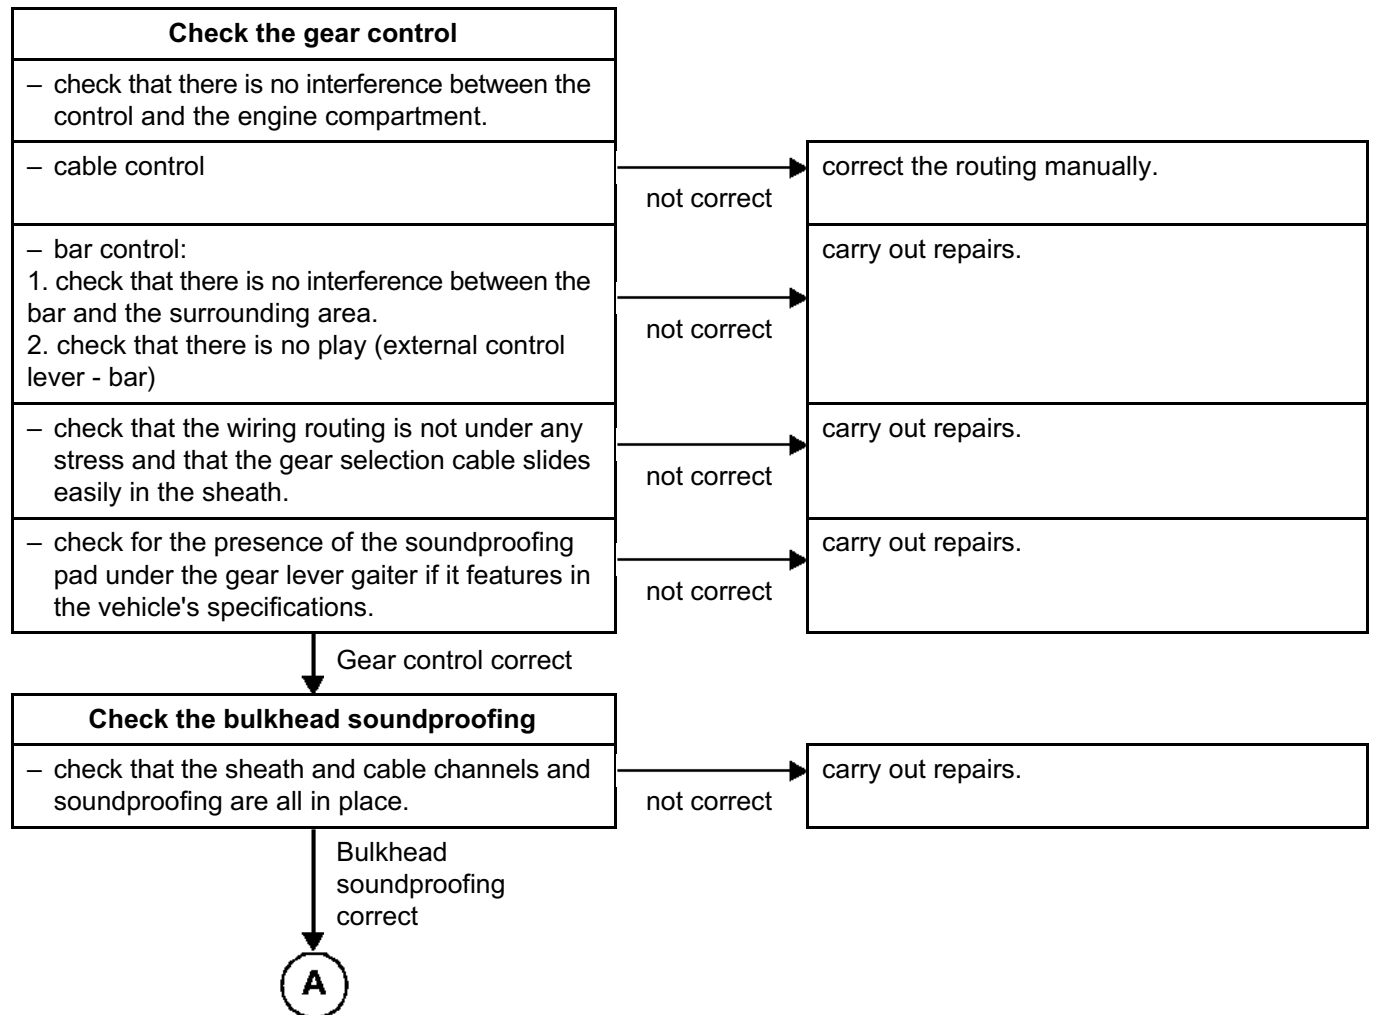 Check the gear control
– check that there is no interference between the
control and the engine compartment.
– cable control
not correct
correct the routing manually.
– bar control:
1. check that there is no interference between the
bar and the surrounding area.
2. check that there is no play (external control
lever - bar)
not correct
carry out repairs.
– check that the wiring routing is not under any
stress and that the gear selection cable slides
easily in the sheath.
not correct
carry out repairs.
– check for the presence of the soundproofing
pad under the gear lever gaiter if it features in
the vehicle's specifications.
not correct
carry out repairs.
Gear control correct
Check the bulkhead soundproofing
– check that the sheath and cable channels and
soundproofing are all in place.
not correct
carry out repairs.
Bulkhead
soundproofing
correct
A